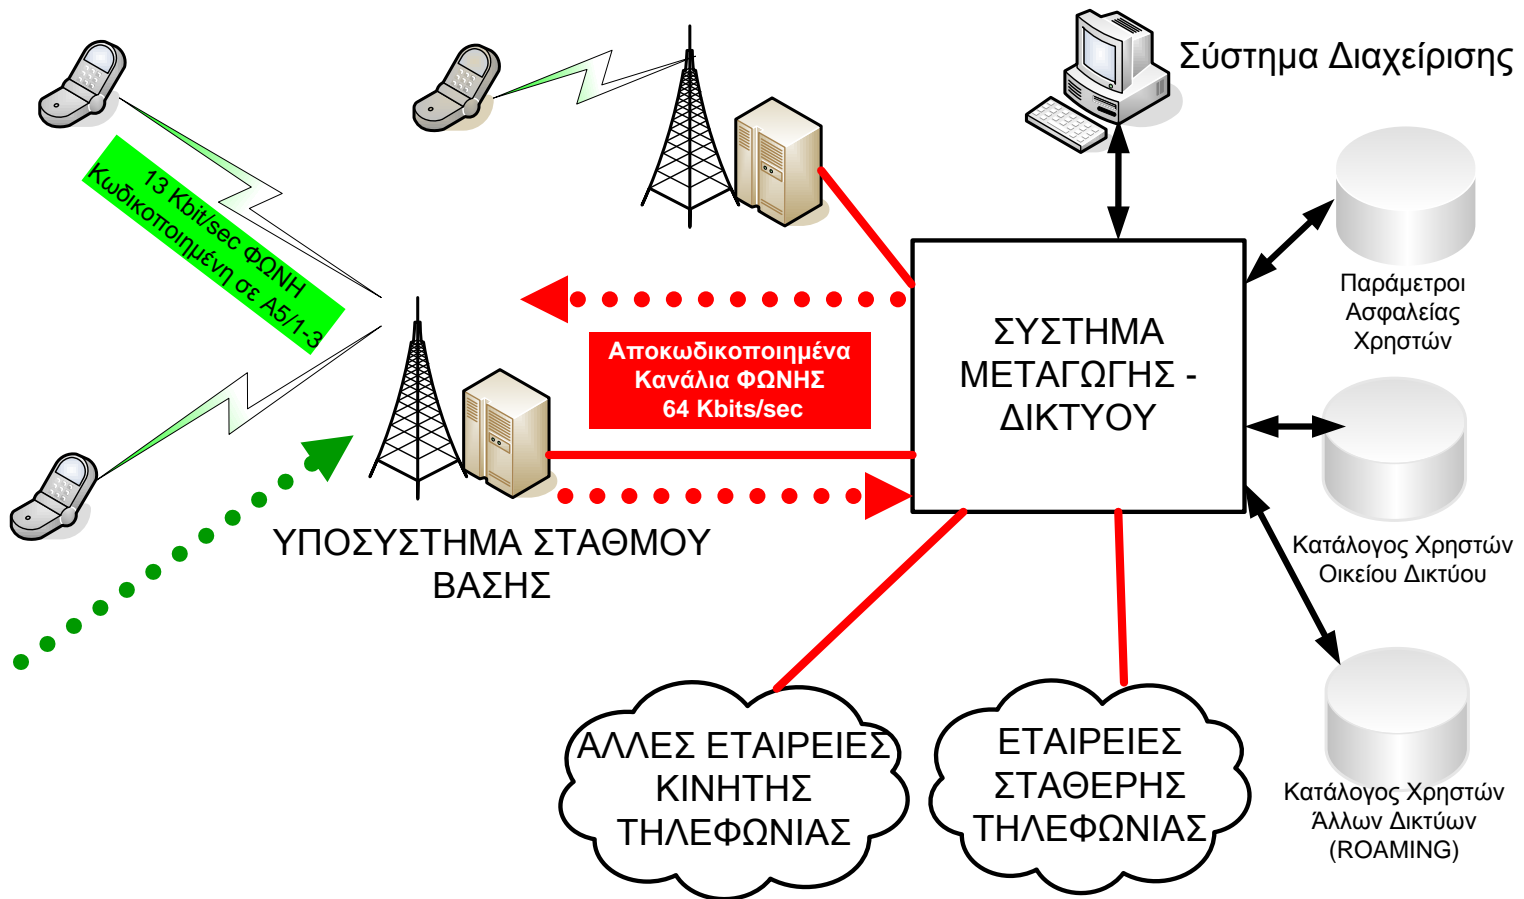 Σύστημα Διαχείρισης
13 Kbit/sec ΦΩΝΗ
Κωδικοποιημένη σε A5/1-3
Παράμετροι
Ασφαλείας
Χρηστών
ΣΥΣΤΗΜΑ
ΜΕΤΑΓΩΓΗΣ -
ΔΙΚΤΥΟΥ
Αποκωδικοποιημένα
Κανάλια ΦΩΝΗΣ
64 Kbits/sec
ΥΠΟΣΥΣΤΗΜΑ ΣΤΑΘΜΟΥ
ΒΑΣΗΣ
Κατάλογος Χρηστών
Οικείου Δικτύου
ΑΛΛΕΣ ΕΤΑΙΡΕΙΕΣ
ΚΙΝΗΤΗΣ
ΤΗΛΕΦΩΝΙΑΣ
ΕΤΑΙΡΕΙΕΣ
ΣΤΑΘΕΡΗΣ
ΤΗΛΕΦΩΝΙΑΣ
Κατάλογος Χρηστών
Άλλων Δικτύων
(ROAMING)